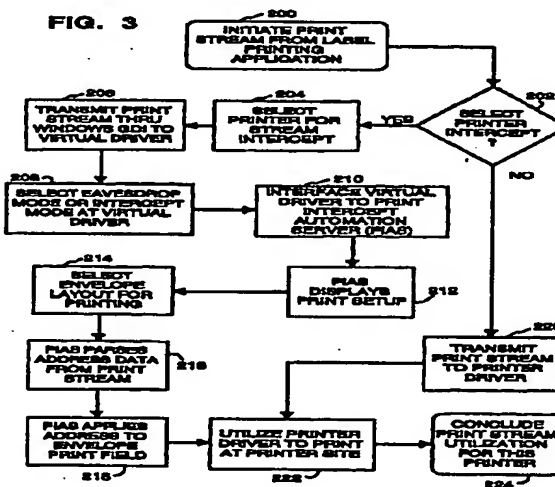 FIG. 3
200
INITIATE PRINT
STREAM FROM LABEL
PRINTING
APPLICATION
202
SELECT
PRINTER
INTERCEPT
?
YES
NO
204
SELECT
PRINTER FOR
STREAM
INTERCEPT
206
TRANSMIT PRINT
STREAM THRU
WINDOWS GDI TO
VIRTUAL DRIVER
208
SELECT EAVESDROP
MODE OR INTERCEPT
MODE AT VIRTUAL
DRIVER
210
INTERFACE VIRTUAL
DRIVER TO PRINT
INTERCEPT
AUTOMATION
SERVER (PIAS)
PIAS
DISPLAYS
PRINT SETUP
212
214
SELECT
ENVELOPE
LAYOUT FOR
PRINTING
PIAS PARSES
ADDRESS DATA
FROM PRINT
STREAM
216
PIAS APPLIES
ADDRESS TO
ENVELOPE
PRINT FIELD
218
TRANSMIT
PRINT STREAM
TO PRINTER
DRIVER
UTILIZE PRINTER
DRIVER TO PRINT
AT PRINTER SITE
222
CONCLUDE
PRINT STREAM
UTILIZATION
FOR THIS
PRINTER
224